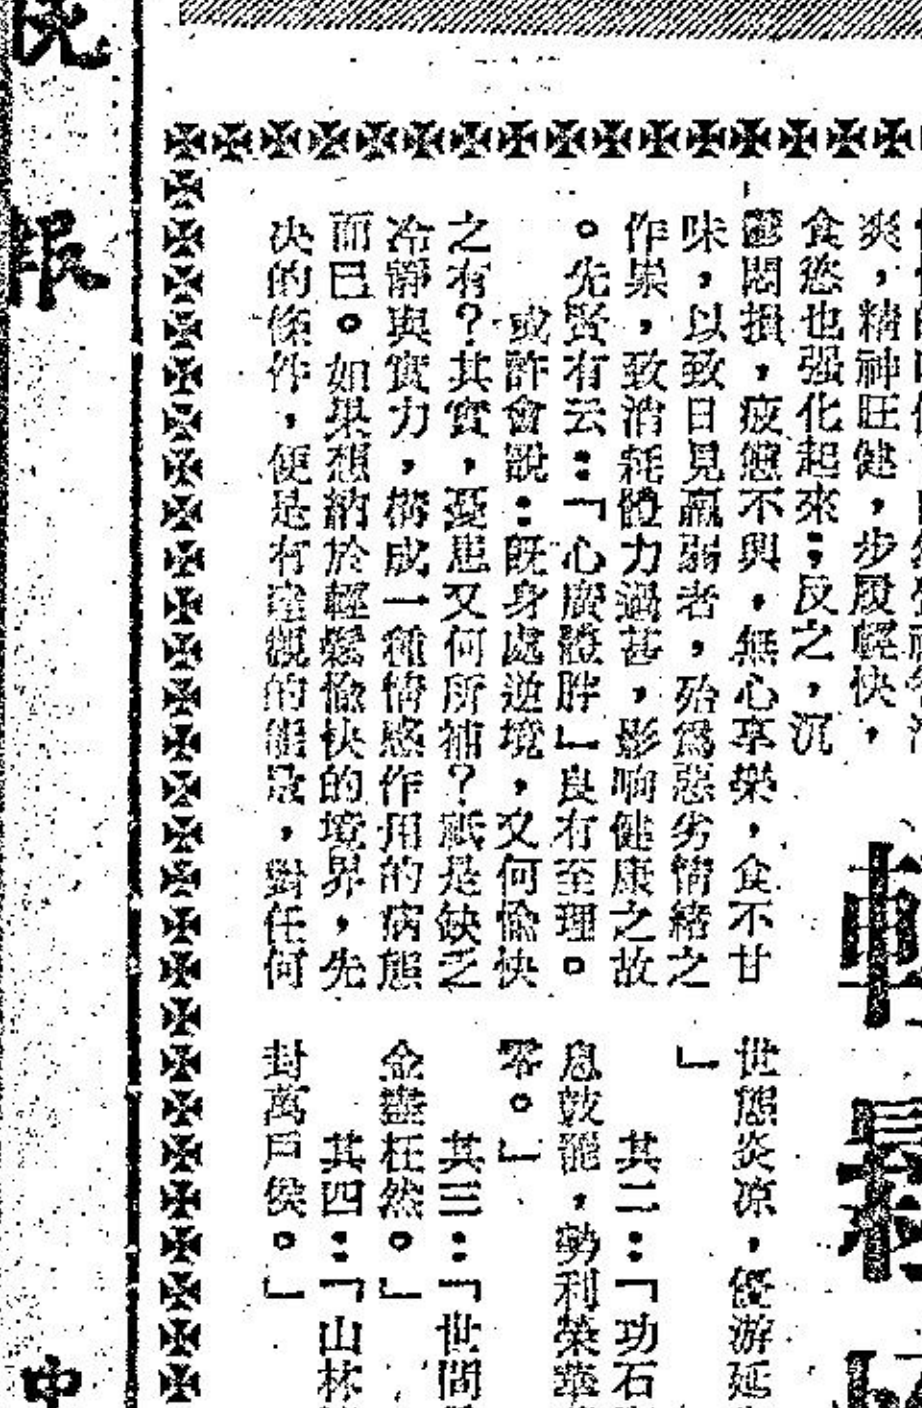 爽，精神旺健，步履輕快，
食慾也强化起來；反之，沉
鬱悶損，疲憊不興，無心享樂，食不甘
味，以致日見羸弱者，殆爲惡劣情緒之
作祟，致消耗體力過甚，影响健康之故
。先賢有云：「心廣體胖」良有至理。
或許會說：既身處逆境，又何愉快
之有？其實，憂患又何所補？祇是缺乏
冷靜與實力，構成一種情感作用的病態
而已。如果想納於輕鬆愉快的境界，先
决的條件，便是有達觀的能度，對任何
輕鬆
世態炎凉，優游延
」
其二：「功石
息鼓罷，勢利榮華
零。」
其三：「世間
金盡枉然。」
其四：「山林
封萬戶侯。」
民報
中